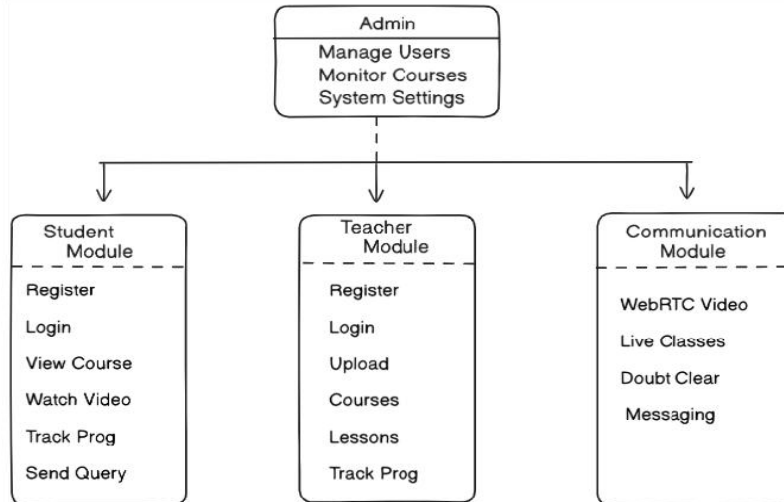 Admin
Manage Users
Monitor Courses
System Settings
Student
Module
Register
Login
View Course
Watch Video
Track Prog
Send Query
Teacher
Module
Register
Login
Upload
Courses
Lessons
Track Prog
Communication
Module
WebRTC Video
Live Classes
Doubt Clear
Messaging